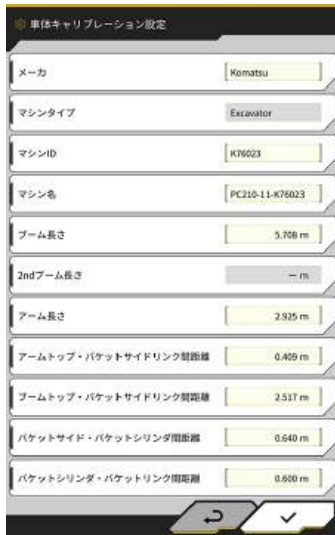 車体キャリブレーション設定
メーカ Komatsu
マシンタイプ Excavator
マシンID K76023
マシン名 PC210-11-K76023
ブーム長さ 5.708 m
2ndブーム長さ — m
アーム長さ 2.925 m
アームトップ・バケットサイドリンク間距離 0.409 m
ブームトップ・バケットサイドリンク間距離 2.517 m
バケットサイド・バケットシリンダ間距離 0.640 m
バケットシリンダ・バケットリンク間距離 0.600 m